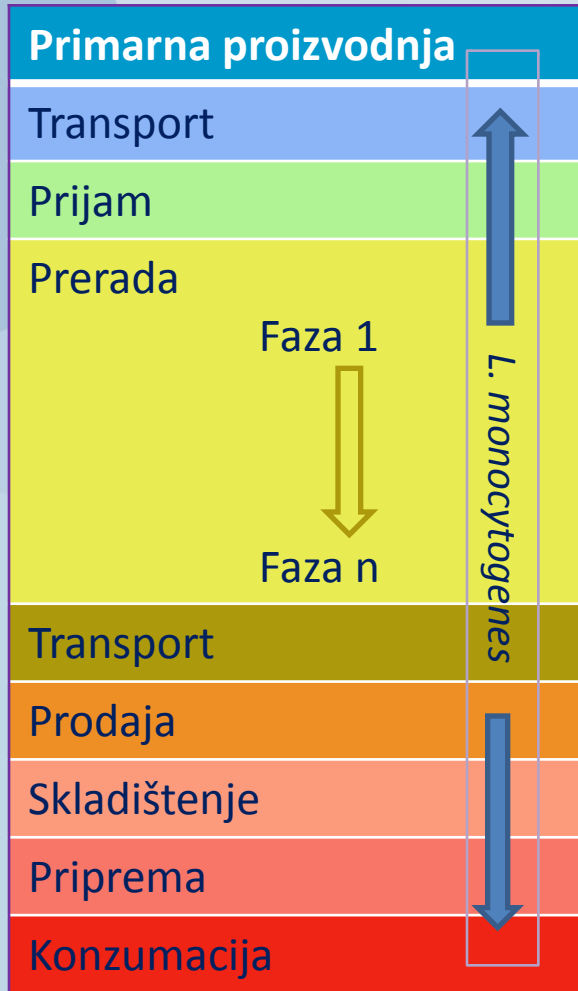 Primarna proizvodnja
Transport
Prijam
Prerada
Faza 1
L. monocytogenes
Faza n
Transport
Prodaja
Skladištenje
Priprema
Konzumacija